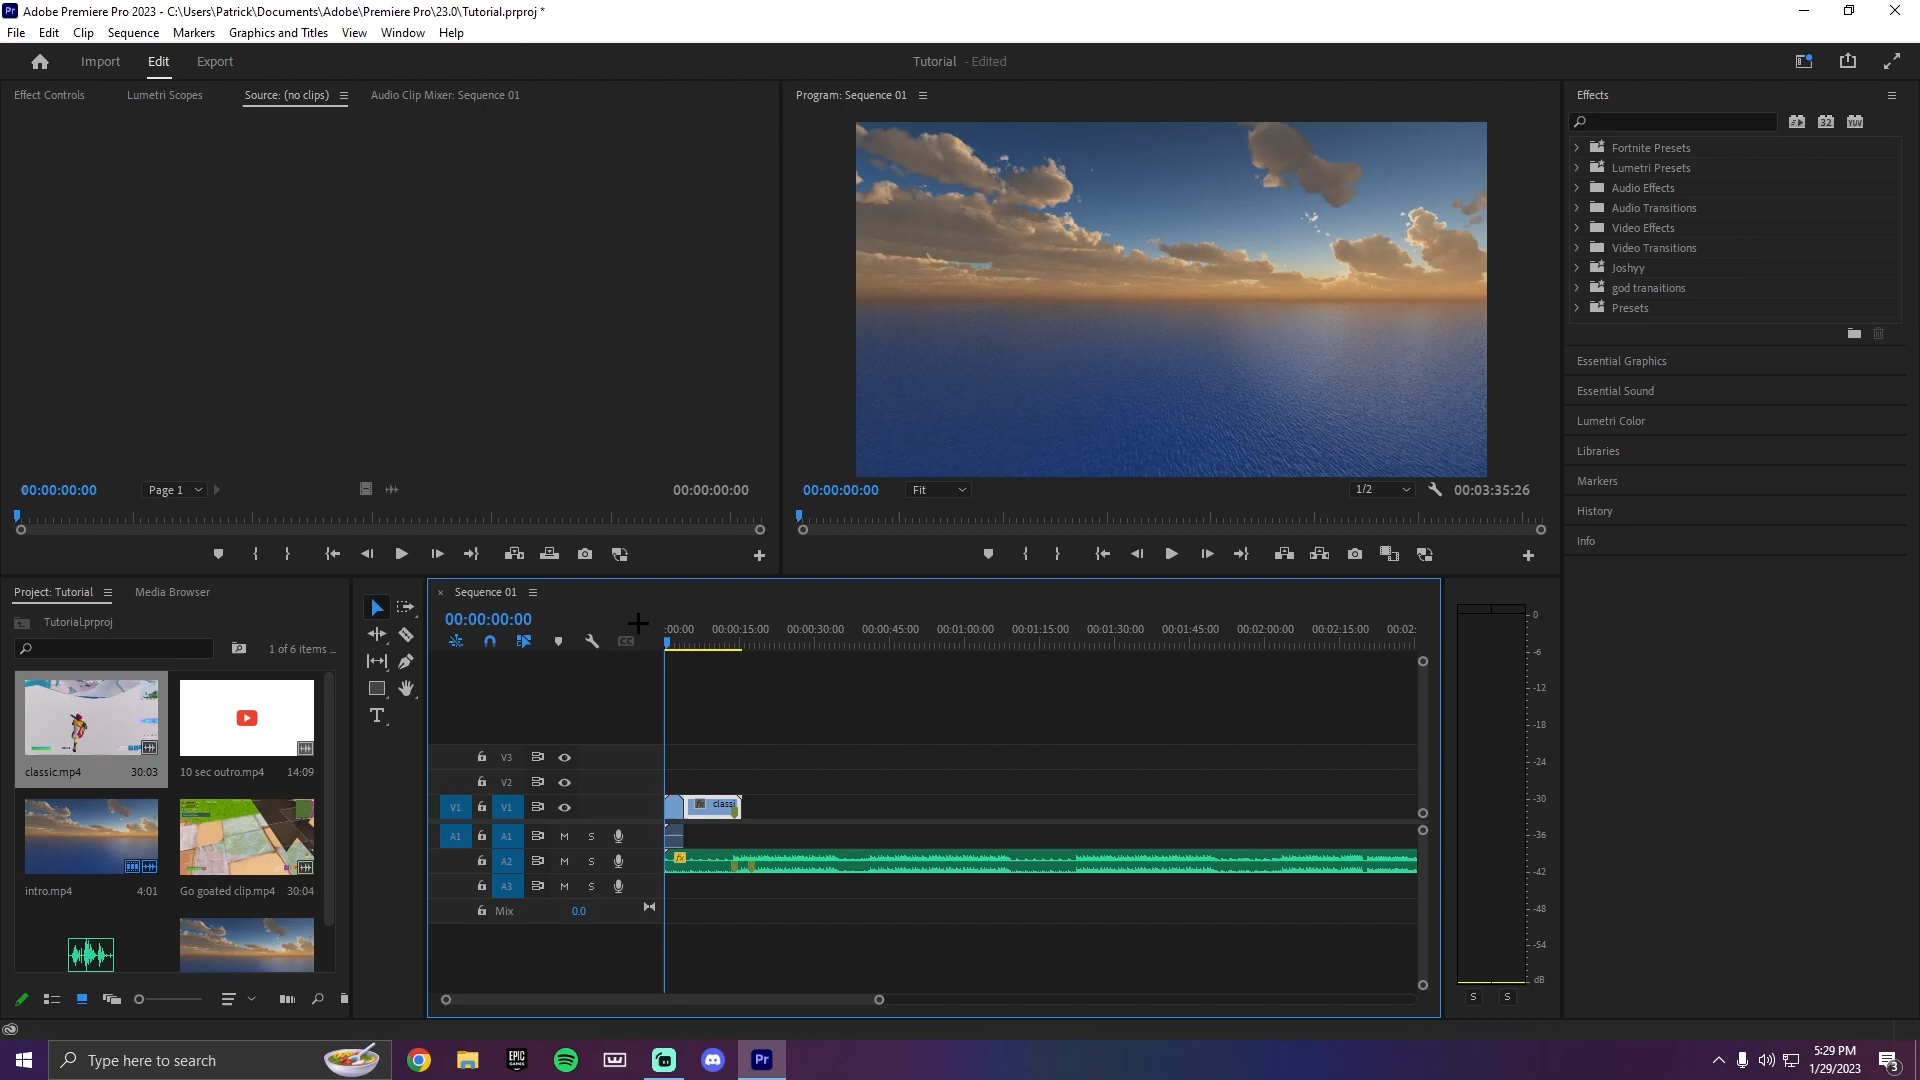 Adobe Premiere Pro 2023 - C:\Users\Patrick\Documents\Adobe\Premiere Pro\23.0\Tutorial.prproj *
File Edit Clip Sequence Markers Graphics and Titles View Window Help
Import Edit Export Tutorial - Edited
Effect Controls Lumetri Scopes Source: (no clips) Audio Clip Mixer: Sequence 01
Program: Sequence 01
Effects
32 YUV
Fortnite Presets
Lumetri Presets
Audio Effects
Audio Transitions
Video Effects
Video Transitions
Joshyy
god tranaitions
Presets
Essential Graphics
Essential Sound
Lumetri Color
Libraries
Markers
History
Info
00:00:00:00 Page 1 00:00:00:00
00:00:00:00 Fit 1/2 00:03:35:26
Project: Tutorial Media Browser
Tutorial.prproj
1 of 6 items ...
classic.mp4 30:03
10 sec outro.mp4 14:09
intro.mp4 4:01
Go goated clip.mp4 30:04
T
× Sequence 01
00:00:00:00
:00:00 00:00:15:00 00:00:30:00 00:00:45:00 00:01:00:00 00:01:15:00 00:01:30:00 00:01:45:00 00:02:00:00 00:02:15:00 00:02:
CC
V3
V2
V1 V1 fx classi
A1 A1 M S
A2 M S fx
A3 M S
Mix 0.0
0
-6
-12
-18
-24
-30
-36
-42
-48
-54
dB
S S
Type here to search
EPIC GAMES
Pr
5:29 PM
1/29/2023
3